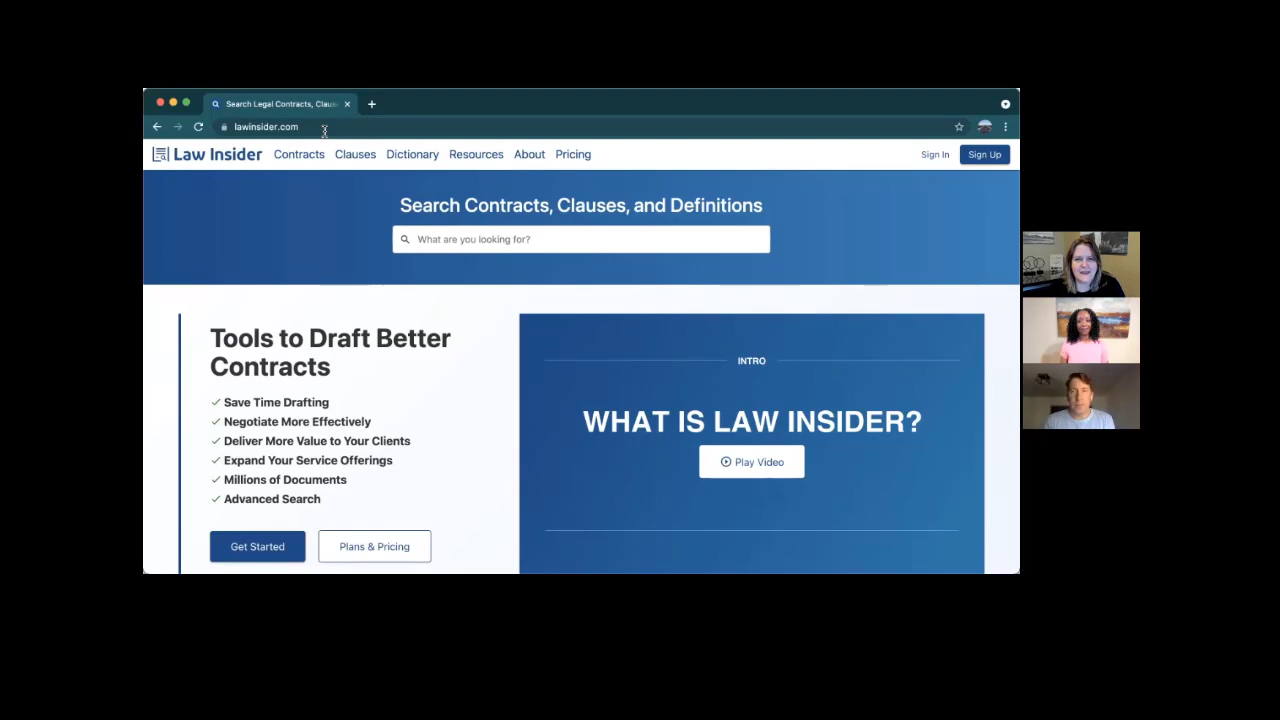 Search Legal Contracts, Claus
lawinsider.com
Law Insider Contracts Clauses Dictionary Resources About Pricing Sign In Sign Up
Search Contracts, Clauses, and Definitions
What are you looking for?
Tools to Draft Better
Contracts
Save Time Drafting
Negotiate More Effectively
Deliver More Value to Your Clients
Expand Your Service Offerings
Millions of Documents
Advanced Search
Get Started Plans & Pricing
INTRO
WHAT IS LAW INSIDER?
Play Video